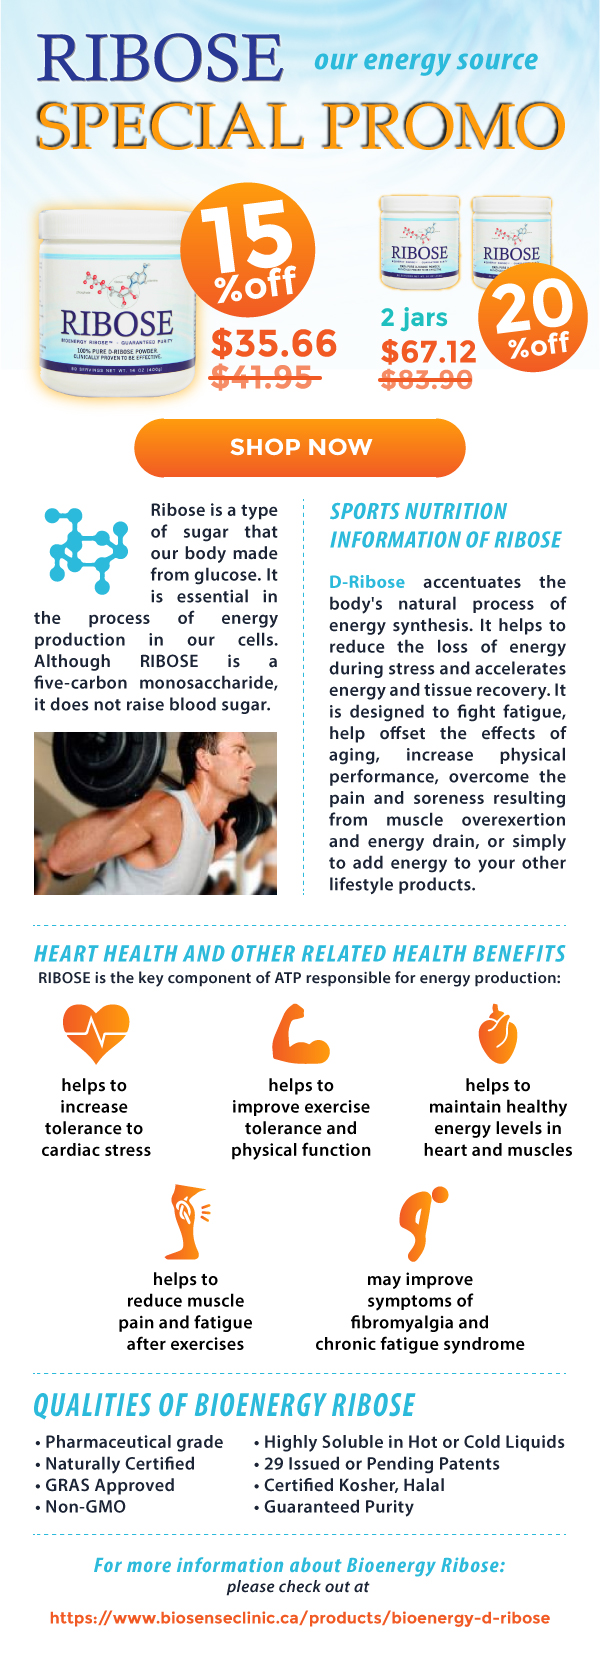 RIBOSE our energy source
SPECIAL PROMO
15
%off
RIBOSE
BIOENERGY RIBOSE™ · GUARANTEED PURITY
100% PURE D-RIBOSE POWDER
CLINICALLY PROVEN TO BE EFFECTIVE.
80 SERVINGS NET WT. 16 OZ (400g)
$35.66
$41.95
RIBOSE
RIBOSE
2 jars
$67.12
$83.90
20
%off
SHOP NOW
Ribose is a type
of sugar that
our body made
from glucose. It
is essential in
the process of energy
production in our cells.
Although RIBOSE is a
five-carbon monosaccharide,
it does not raise blood sugar.
SPORTS NUTRITION
INFORMATION OF RIBOSE
D-Ribose accentuates the
body's natural process of
energy synthesis. It helps to
reduce the loss of energy
during stress and accelerates
energy and tissue recovery. It
is designed to fight fatigue,
help offset the effects of
aging, increase physical
performance, overcome the
pain and soreness resulting
from muscle overexertion
and energy drain, or simply
to add energy to your other
lifestyle products.
HEART HEALTH AND OTHER RELATED HEALTH BENEFITS
RIBOSE is the key component of ATP responsible for energy production:
helps to
increase
tolerance to
cardiac stress
helps to
improve exercise
tolerance and
physical function
helps to
maintain healthy
energy levels in
heart and muscles
helps to
reduce muscle
pain and fatigue
after exercises
may improve
symptoms of
fibromyalgia and
chronic fatigue syndrome
QUALITIES OF BIOENERGY RIBOSE
• Pharmaceutical grade
• Naturally Certified
• GRAS Approved
• Non-GMO
• Highly Soluble in Hot or Cold Liquids
• 29 Issued or Pending Patents
• Certified Kosher, Halal
• Guaranteed Purity
For more information about Bioenergy Ribose:
please check out at
https://www.biosenseclinic.ca/products/bioenergy-d-ribose